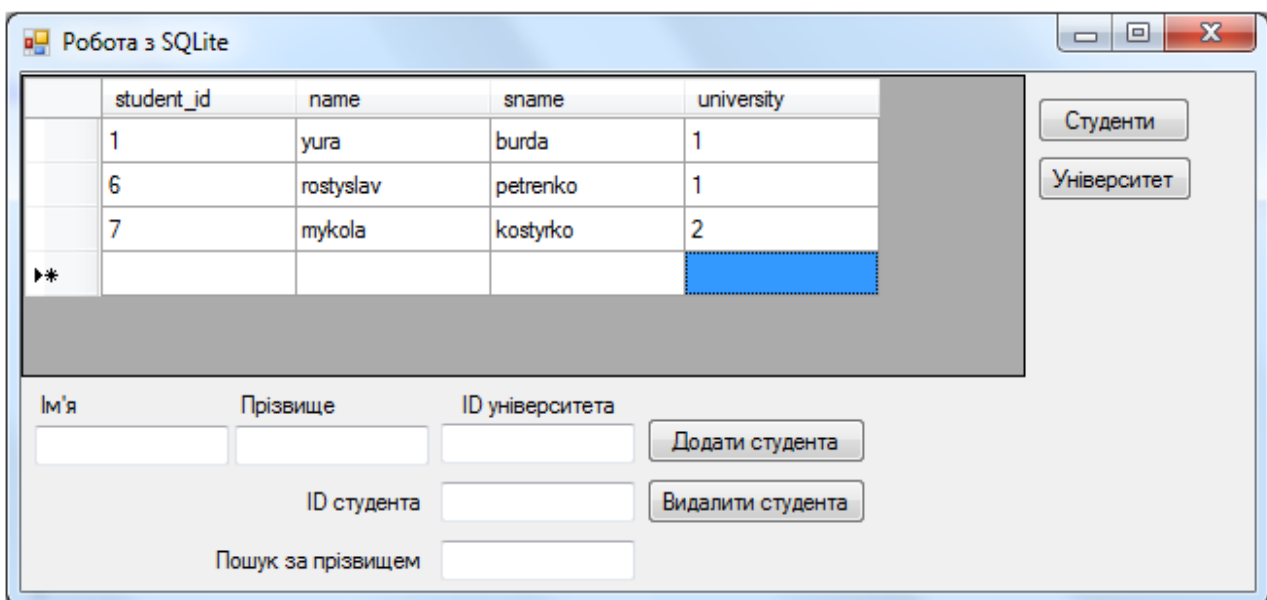 Робота з SQLite
student_id name sname university
1 yura burda 1
6 rostyslav petrenko 1
7 mykola kostyrko 2
Студенти
Університет
Ім'я Прізвище ID університета
Додати студента
ID студента Видалити студента
Пошук за прізвищем